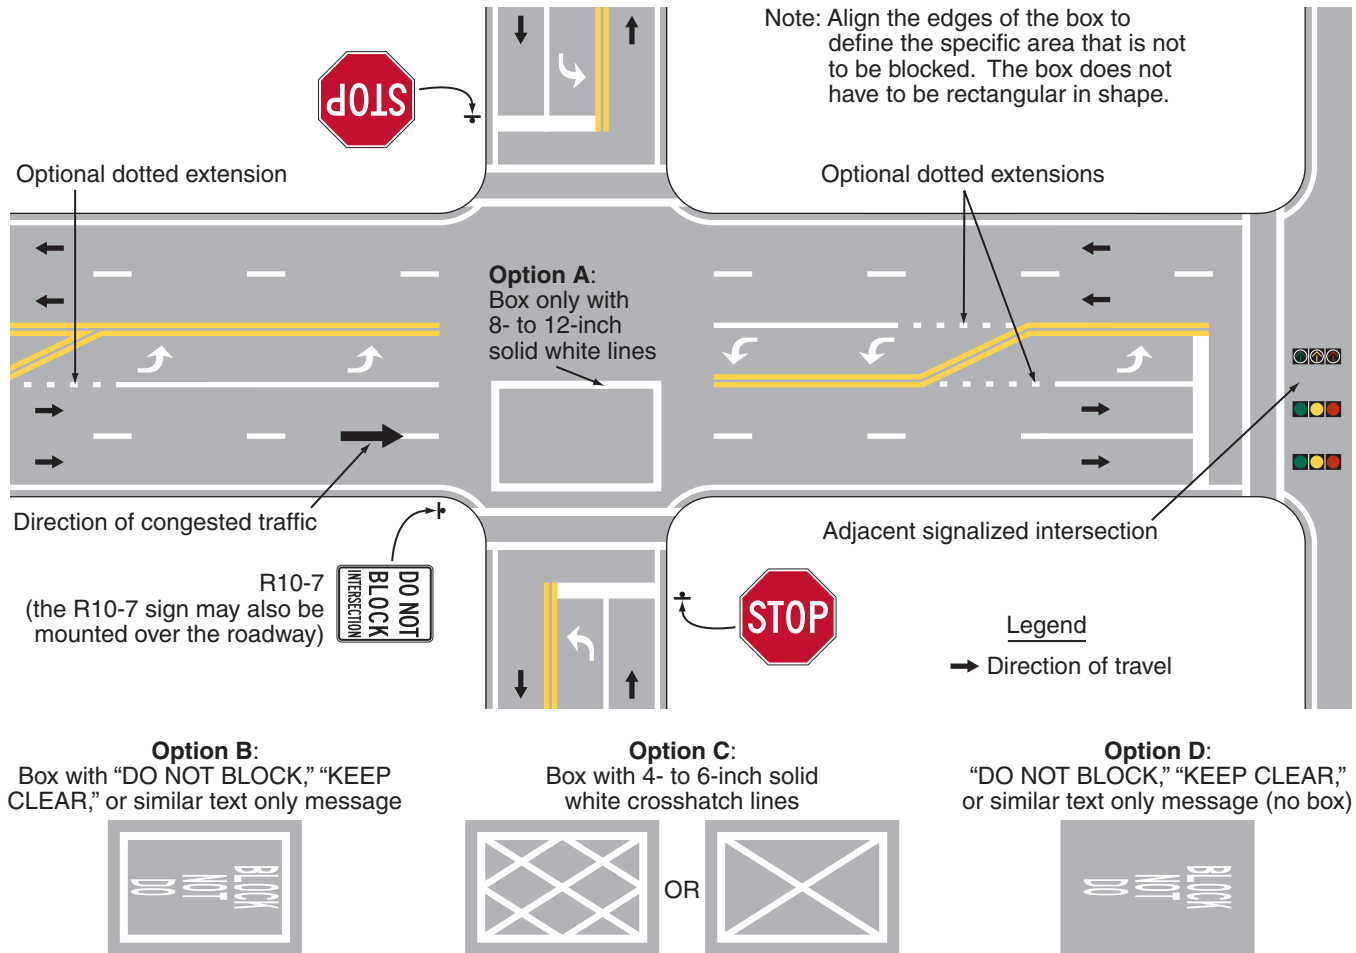 Note: Align the edges of the box to
define the specific area that is not
to be blocked.  The box does not
have to be rectangular in shape.
STOP
Optional dotted extension
Optional dotted extensions
Option A:
Box only with
8- to 12-inch
solid white lines
Direction of congested traffic
Adjacent signalized intersection
R10-7
(the R10-7 sign may also be
mounted over the roadway)
DO NOT
BLOCK
INTERSECTION
STOP
Legend
Direction of travel
Option B:
Box with “DO NOT BLOCK,” “KEEP
CLEAR,” or similar text only message
BLOCK
NOT
DO
Option C:
Box with 4- to 6-inch solid
white crosshatch lines
OR
Option D:
“DO NOT BLOCK,” “KEEP CLEAR,”
or similar text only message (no box)
BLOCK
NOT
DO